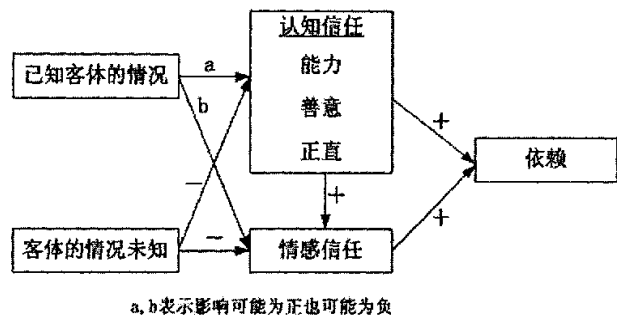 认知信任
能力
善意
正直
已知客体的情况
a
b
+
依赖
−
+
+
客体的情况未知
−
情感信任
a, b表示影响可能为正也可能为负